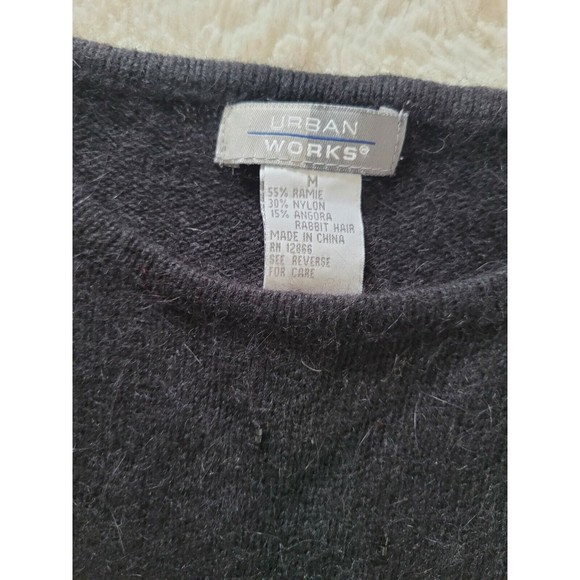 URBAN
WORKS®
M
55% RAMIE
30% NYLON
15% ANGORA
RABBIT HAIR
MADE IN CHINA
RN 12866
SEE REVERSE
FOR CARE